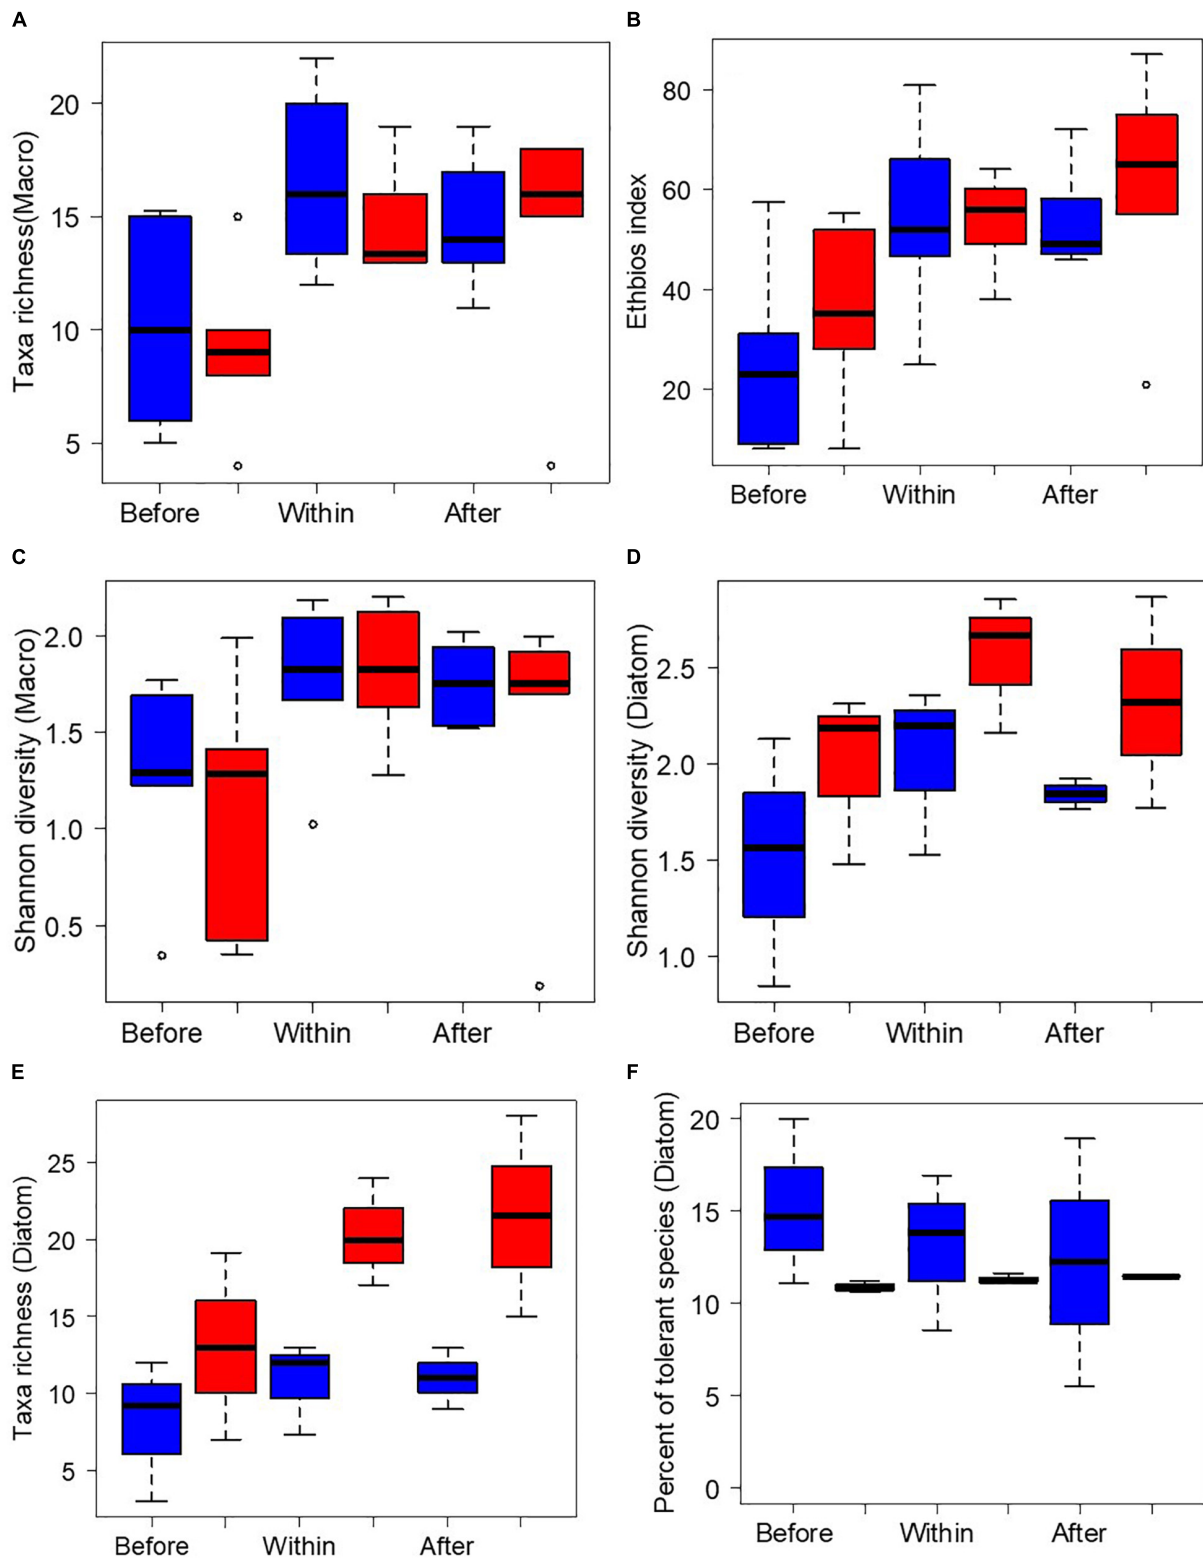 A
Taxa richness(Macro)
20
15
10
5
Before
Within
After
B
Ethbios index
80
60
40
20
Before
Within
After
C
Shannon diversity (Macro)
2.0
1.5
1.0
0.5
Before
Within
After
D
Shannon diversity (Diatom)
2.5
2.0
1.5
1.0
Before
Within
After
E
Taxa richness (Diatom)
25
20
15
10
5
Before
Within
After
F
Percent of tolerant species (Diatom)
20
15
10
5
0
Before
Within
After